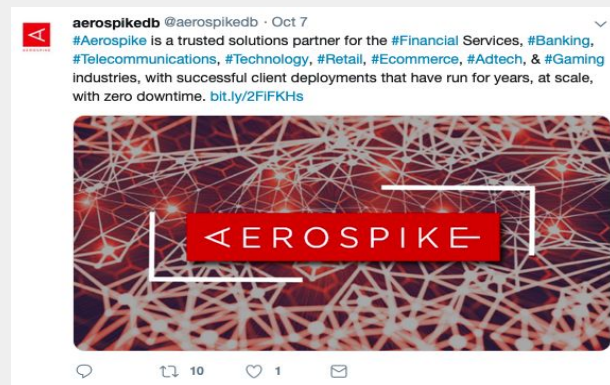 aerospikedb @aerospikedb · Oct 7
#Aerospike is a trusted solutions partner for the #Financial Services, #Banking,
#Telecommunications, #Technology, #Retail, #Ecommerce, #Adtech, & #Gaming
industries, with successful client deployments that have run for years, at scale,
with zero downtime. bit.ly/2FiFKHs
AEROSPIKE
10 1